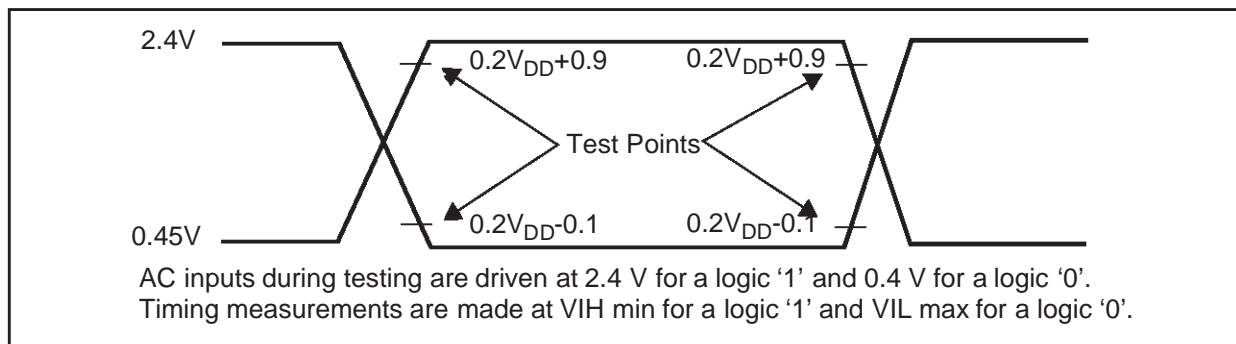 2.4V
0.2VDD+0.9 0.2VDD+0.9
Test Points
0.2VDD-0.1 0.2VDD-0.1
0.45V
AC inputs during testing are driven at 2.4 V for a logic ‘1’ and 0.4 V for a logic ‘0’.
Timing measurements are made at VIH min for a logic ‘1’ and VIL max for a logic ‘0’.